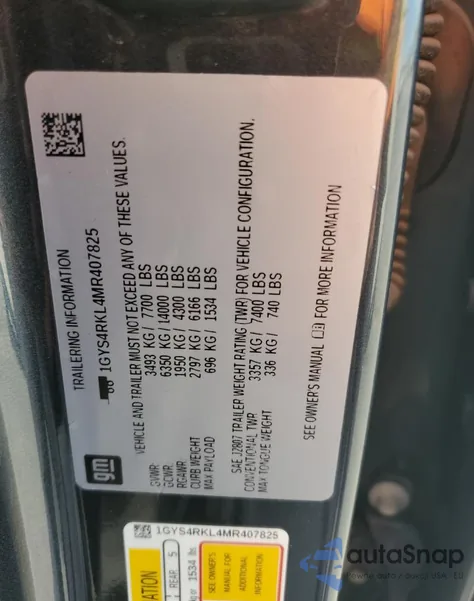 TRAILERING INFORMATION
1GYS4RKL4MR407825
VEHICLE AND TRAILER MUST NOT EXCEED ANY OF THESE VALUES.
GVWR: 3493 KG / 7700 LBS
GCWR: 6350 KG / 14000 LBS
RGAWR: 1950 KG / 4300 LBS
CURB WEIGHT 2797 KG / 6166 LBS
MAX PAYLOAD 696 KG / 1534 LBS
SAE J2807 TRAILER WEIGHT RATING (TWR) FOR VEHICLE CONFIGURATION.
CONVENTIONAL TWR 3357 KG / 7400 LBS
MAX TONGUE WEIGHT 336 KG / 740 LBS
SEE OWNER'S MANUAL FOR MORE INFORMATION
gm
1GYS4RKL4MR407825
REAR 5
1534 lb.
SEE OWNER'S
MANUAL FOR
ADDITIONAL
INFORMATION
autoSnap